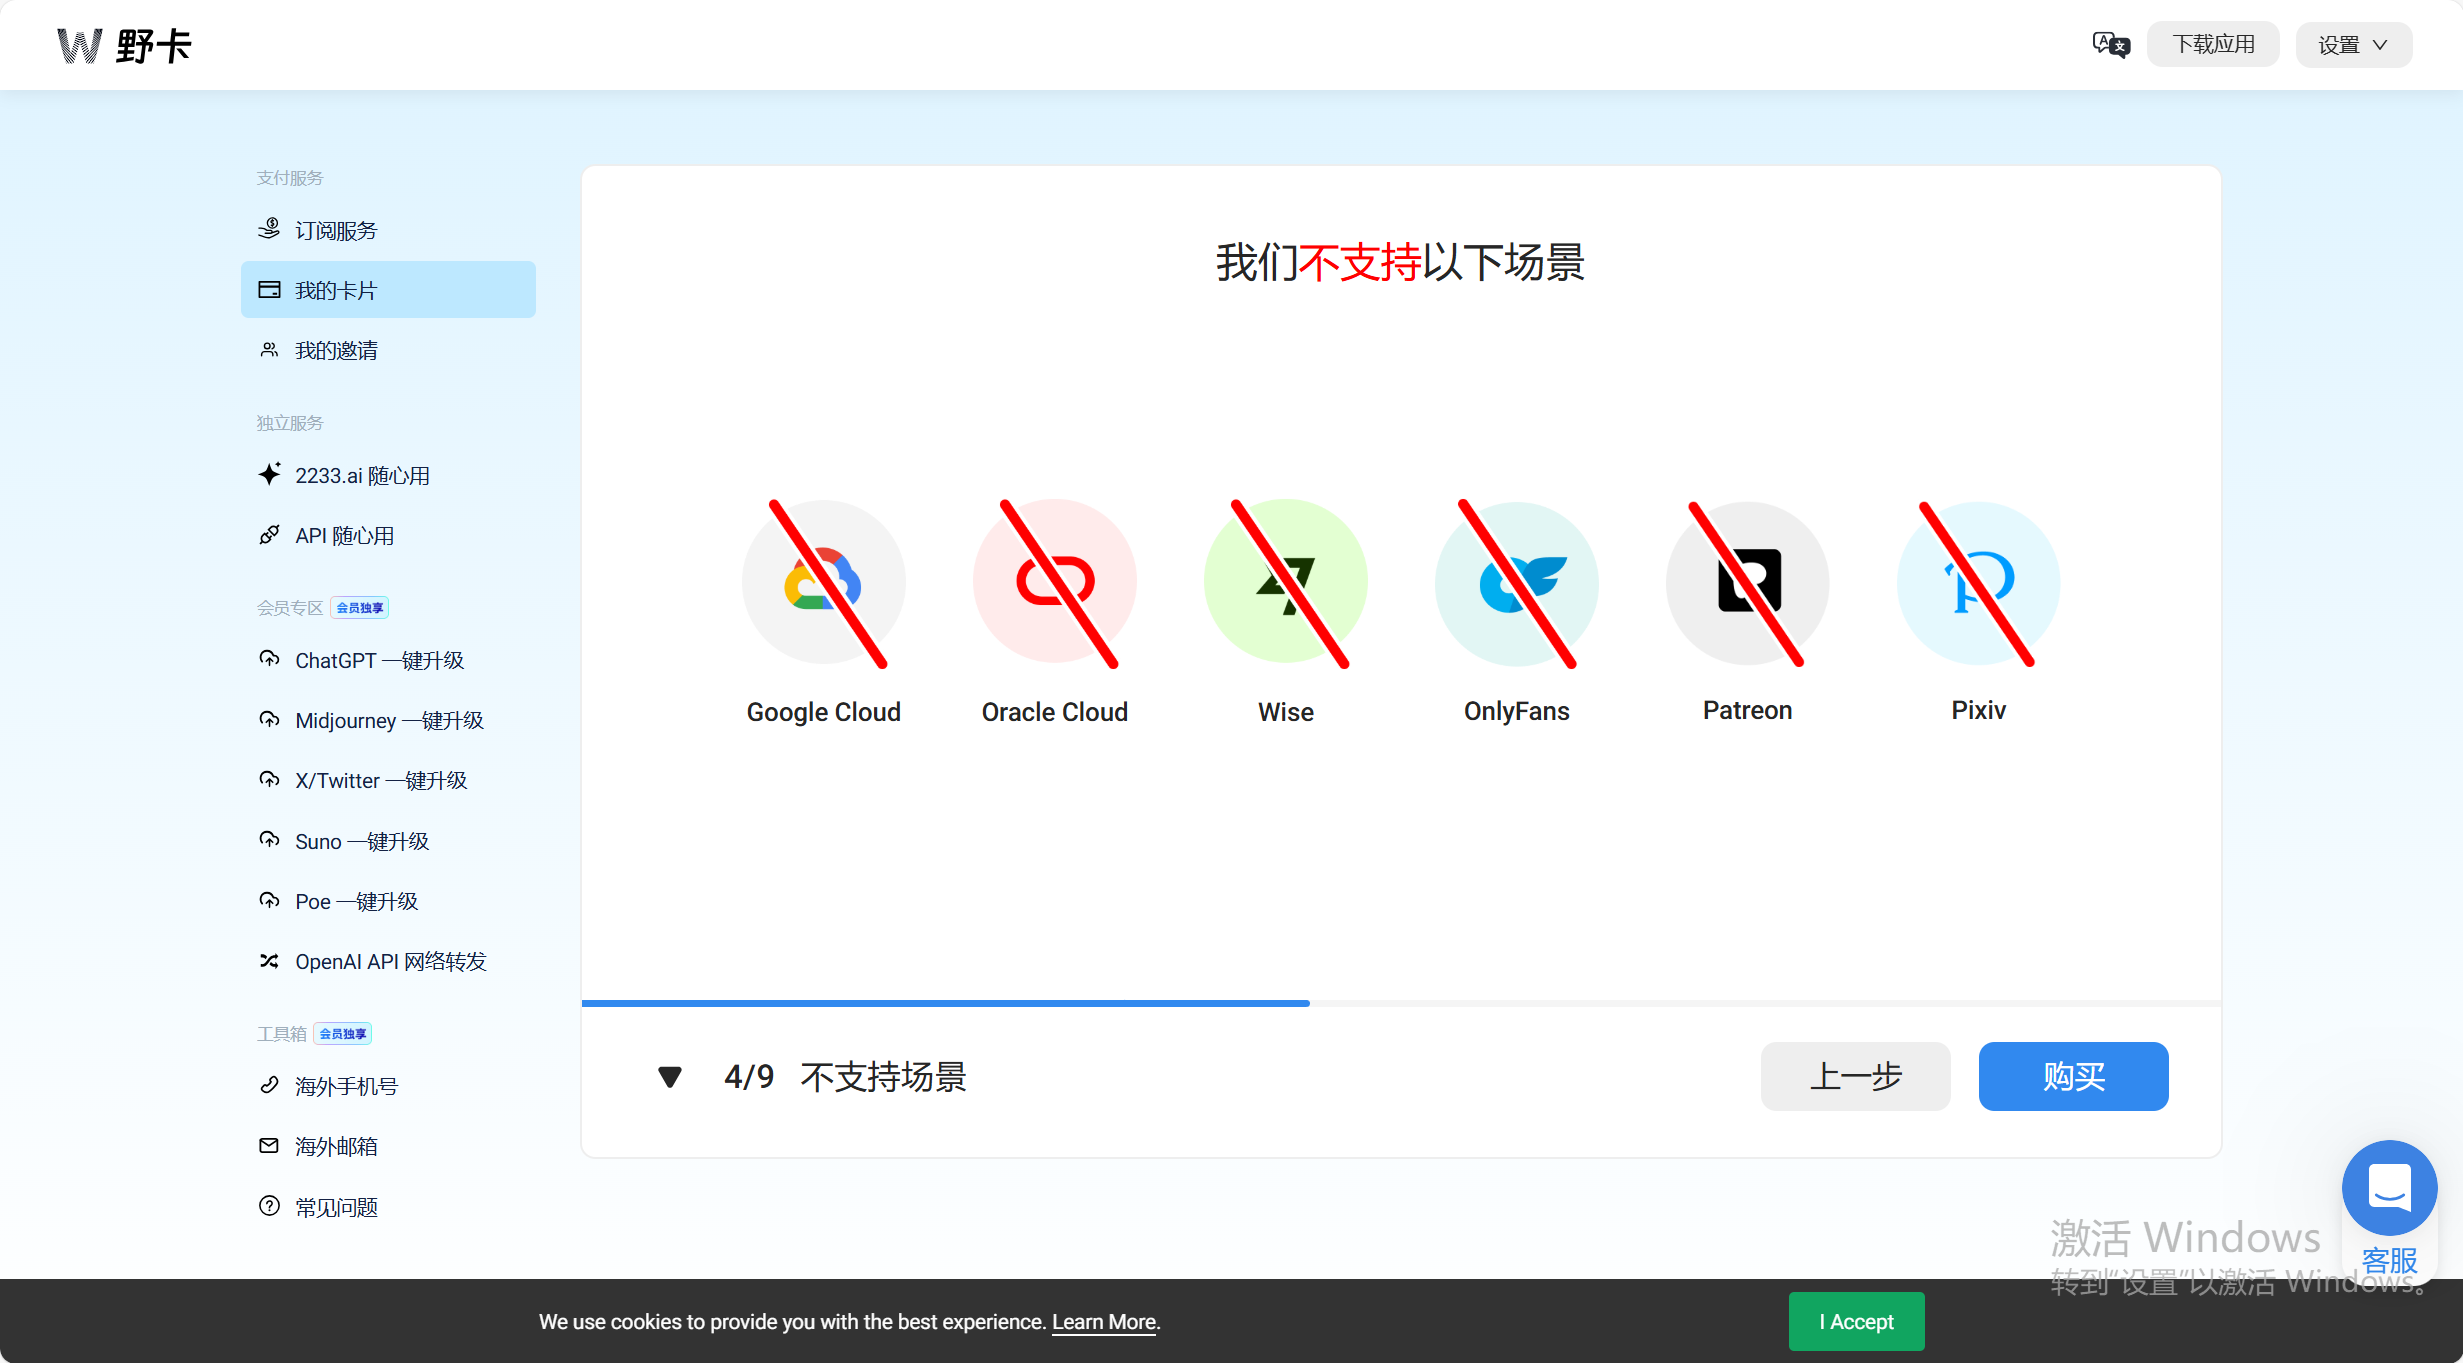 野卡
下载应用
设置
支付服务
订阅服务
我的卡片
我的邀请
独立服务
2233.ai 随心用
API 随心用
会员专区 会员独享
ChatGPT 一键升级
Midjourney 一键升级
X/Twitter 一键升级
Suno 一键升级
Poe 一键升级
OpenAI API 网络转发
工具箱 会员独享
海外手机号
海外邮箱
常见问题
我们不支持以下场景
Google Cloud
Oracle Cloud
Wise
OnlyFans
Patreon
Pixiv
4/9 不支持场景
上一步
购买
客服
激活 Windows
转到“设置”以激活 Windows。
We use cookies to provide you with the best experience. Learn More.
I Accept